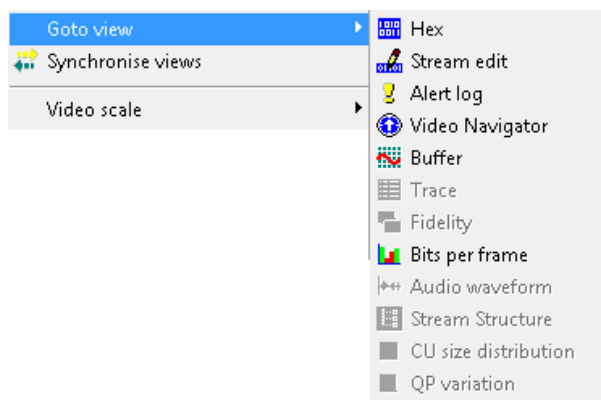 Goto view
Synchronise views
Video scale
Hex
Stream edit
Alert log
Video Navigator
Buffer
Trace
Fidelity
Bits per frame
Audio waveform
Stream Structure
CU size distribution
QP variation